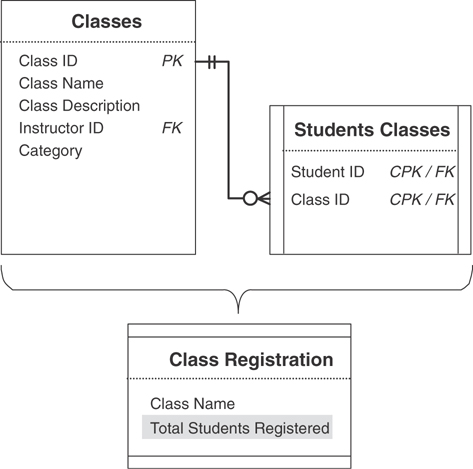 Classes
Class ID PK
Class Name
Class Description
Instructor ID FK
Category
Students Classes
Student ID CPK / FK
Class ID CPK / FK
Class Registration
Class Name
Total Students Registered